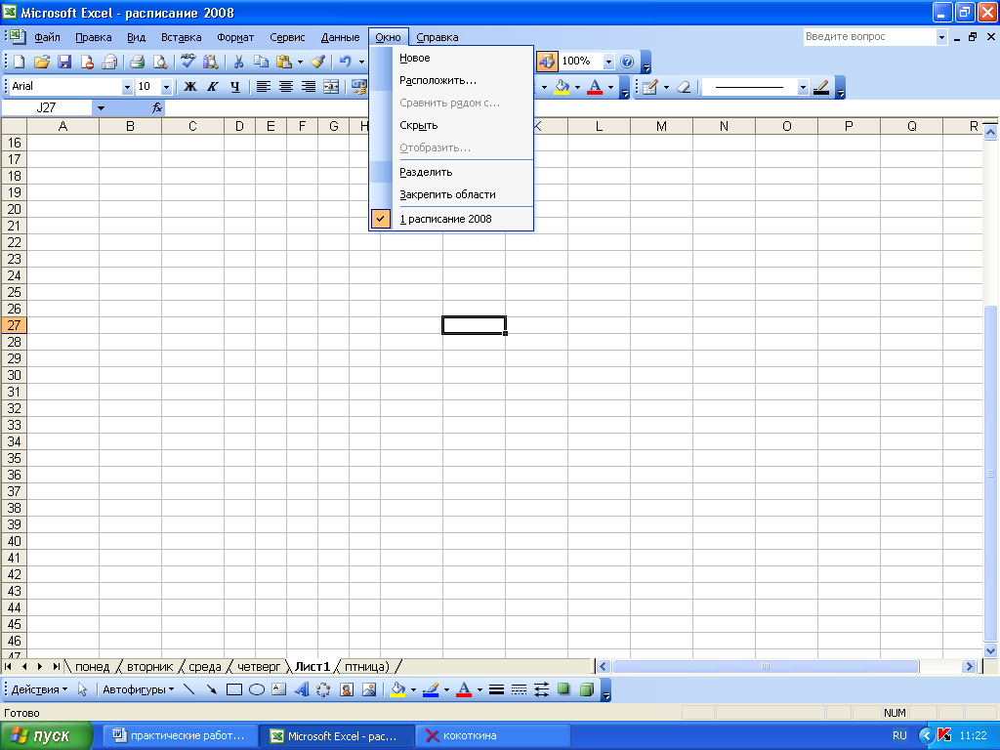 Microsoft Excel - расписание 2008
Файл Правка Вид Вставка Формат Сервис Данные Окно Справка Введите вопрос
100%
Arial 10 Ж К Ч
J27 fx
Новое
Расположить...
Сравнить рядом с...
Скрыть
Отобразить...
Разделить
Закрепить области
1 расписание 2008
A B C D E F G H K L M N O P Q R
16
17
18
19
20
21
22
23
24
25
26
27
28
29
30
31
32
33
34
35
36
37
38
39
40
41
42
43
44
45
46
47
понед вторник среда четверг Лист1 птница)
Действия Автофигуры
Готово NUM
пуск практические работ... Microsoft Excel - рас... кокоткина RU 11:22